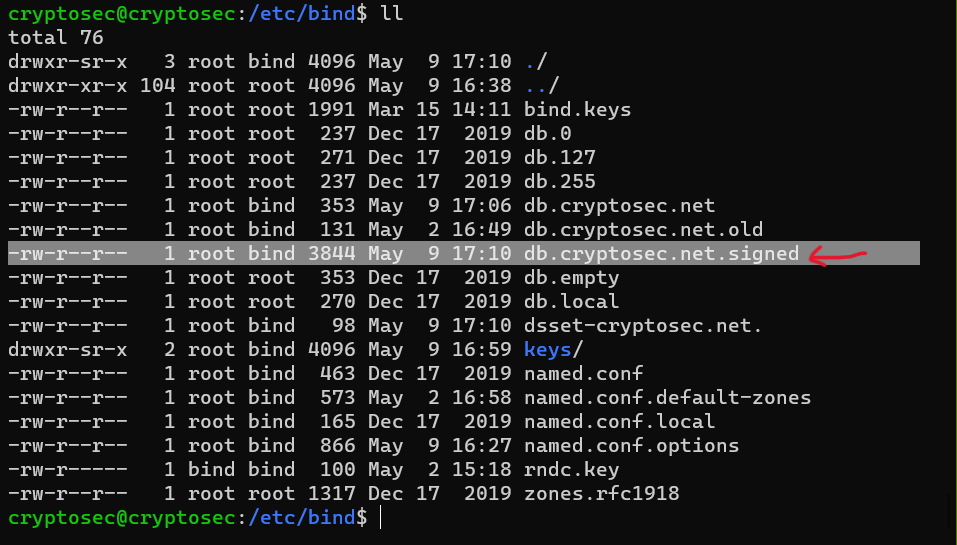 cryptosec@cryptosec:/etc/bind$ ll
total 76
drwxr-sr-x   3 root bind 4096 May  9 17:10 ./
drwxr-xr-x 104 root root 4096 May  9 16:38 ../
-rw-r--r--   1 root root 1991 Mar 15 14:11 bind.keys
-rw-r--r--   1 root root  237 Dec 17  2019 db.0
-rw-r--r--   1 root root  271 Dec 17  2019 db.127
-rw-r--r--   1 root root  237 Dec 17  2019 db.255
-rw-r--r--   1 root bind  353 May  9 17:06 db.cryptosec.net
-rw-r--r--   1 root bind  131 May  2 16:49 db.cryptosec.net.old
-rw-r--r--   1 root bind 3844 May  9 17:10 db.cryptosec.net.signed
-rw-r--r--   1 root root  353 Dec 17  2019 db.empty
-rw-r--r--   1 root root  270 Dec 17  2019 db.local
-rw-r--r--   1 root bind   98 May  9 17:10 dsset-cryptosec.net.
drwxr-sr-x   2 root bind 4096 May  9 16:59 keys/
-rw-r--r--   1 root bind  463 Dec 17  2019 named.conf
-rw-r--r--   1 root bind  573 May  2 16:58 named.conf.default-zones
-rw-r--r--   1 root bind  165 Dec 17  2019 named.conf.local
-rw-r--r--   1 root bind  866 May  9 16:27 named.conf.options
-rw-r-----   1 bind bind  100 May  2 15:18 rndc.key
-rw-r--r--   1 root root 1317 Dec 17  2019 zones.rfc1918
cryptosec@cryptosec:/etc/bind$